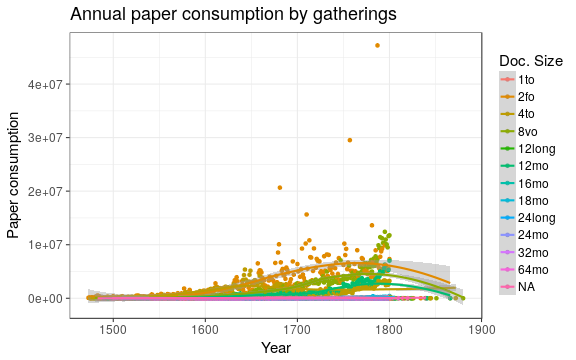 Annual paper consumption by gatherings
Paper consumption
4e+07
3e+07
2e+07
1e+07
0e+00
1500 1600 1700 1800 1900
Year
Doc. Size
1to
2fo
4to
8vo
12long
12mo
16mo
18mo
24long
24mo
32mo
64mo
NA